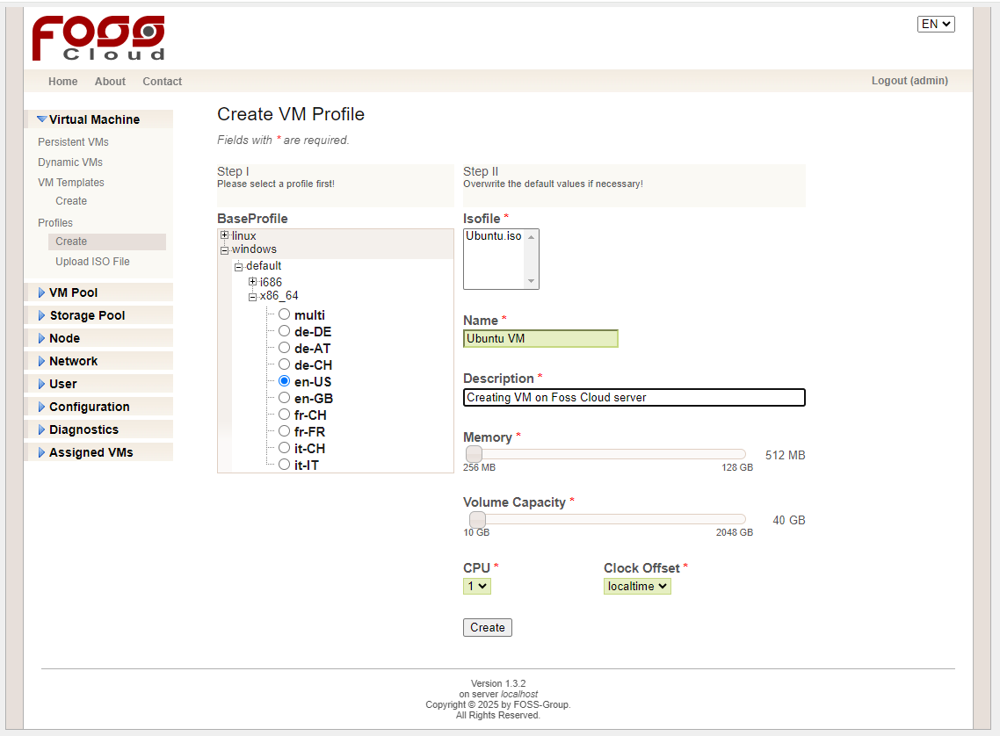 FOSS
Cloud
EN
Home About Contact Logout (admin)
Virtual Machine
Persistent VMs
Dynamic VMs
VM Templates
Create
Profiles
Create
Upload ISO File
VM Pool
Storage Pool
Node
Network
User
Configuration
Diagnostics
Assigned VMs
Create VM Profile
Fields with * are required.
Step I
Please select a profile first!
BaseProfile
linux
windows
default
i686
x86_64
multi
de-DE
de-AT
de-CH
en-US
en-GB
fr-CH
fr-FR
it-CH
it-IT
Step II
Overwrite the default values if necessary!
Isofile *
Ubuntu.iso
Name *
Ubuntu VM
Description *
Creating VM on Foss Cloud server
Memory *
512 MB
256 MB 128 GB
Volume Capacity *
40 GB
10 GB 2048 GB
CPU * Clock Offset *
1 localtime
Create
Version 1.3.2
on server localhost
Copyright © 2025 by FOSS-Group.
All Rights Reserved.